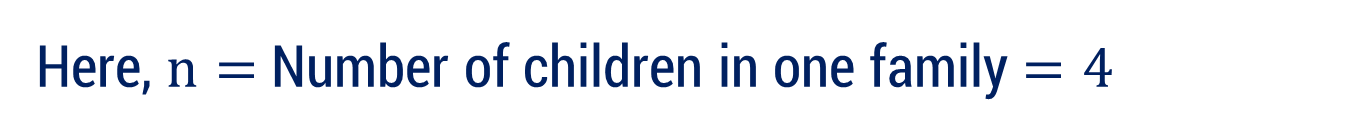 Here, n = Number of children in one family = 4